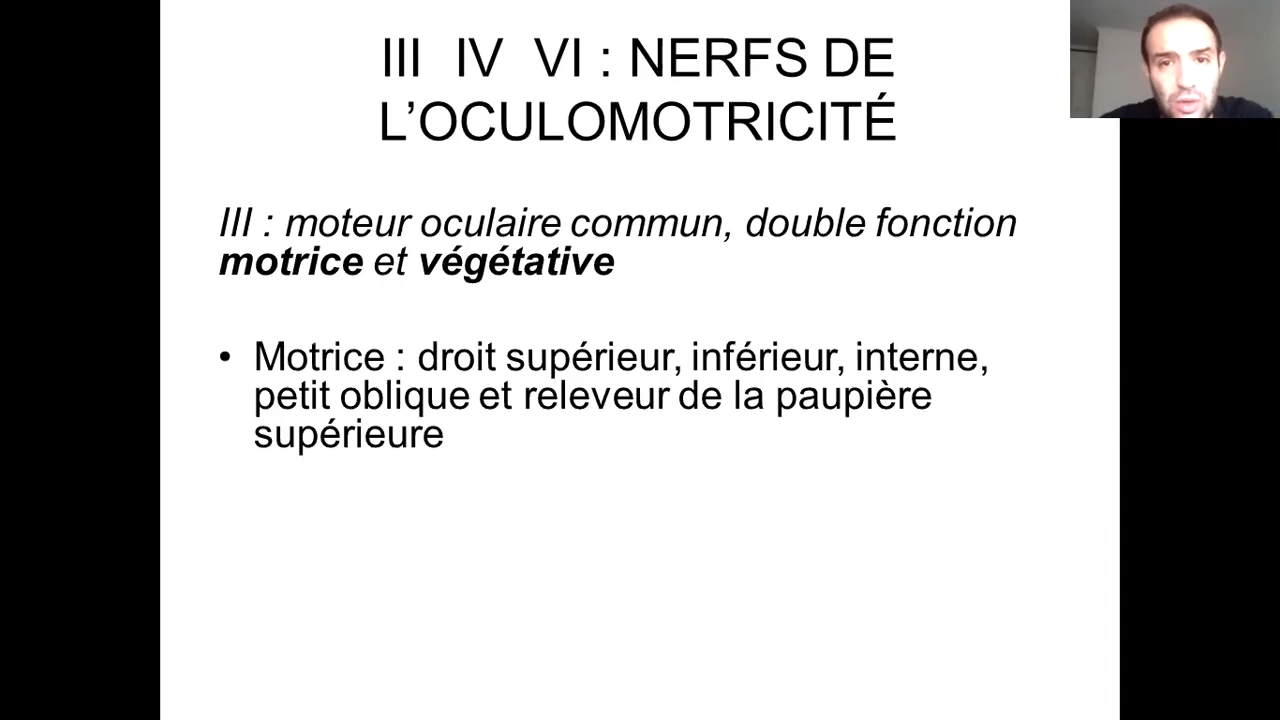 III IV VI : NERFS DE
L’OCULOMOTRICITÉ
III : moteur oculaire commun, double fonction
motrice et végétative
• Motrice : droit supérieur, inférieur, interne,
petit oblique et releveur de la paupière
supérieure